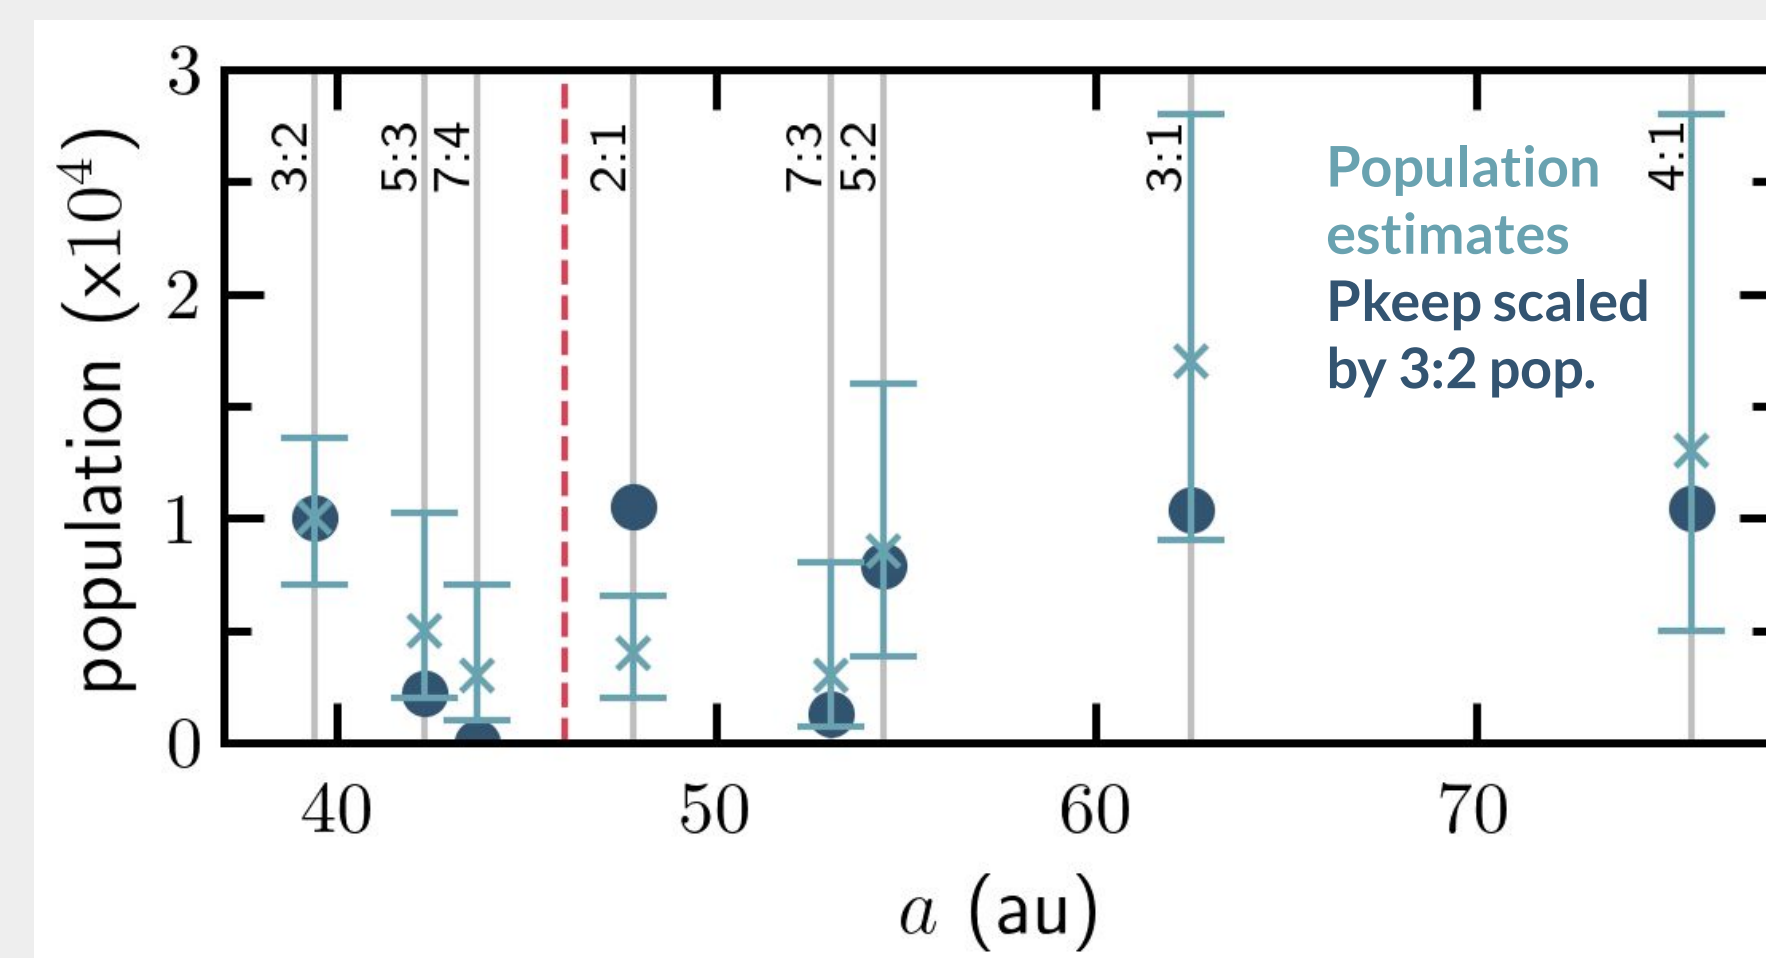 3
2
1
0
population (x10⁴)
3:2
5:3
7:4
2:1
7:3
5:2
3:1
4:1
Population
estimates
Pkeep scaled
by 3:2 pop.
40
50
60
70
a (au)